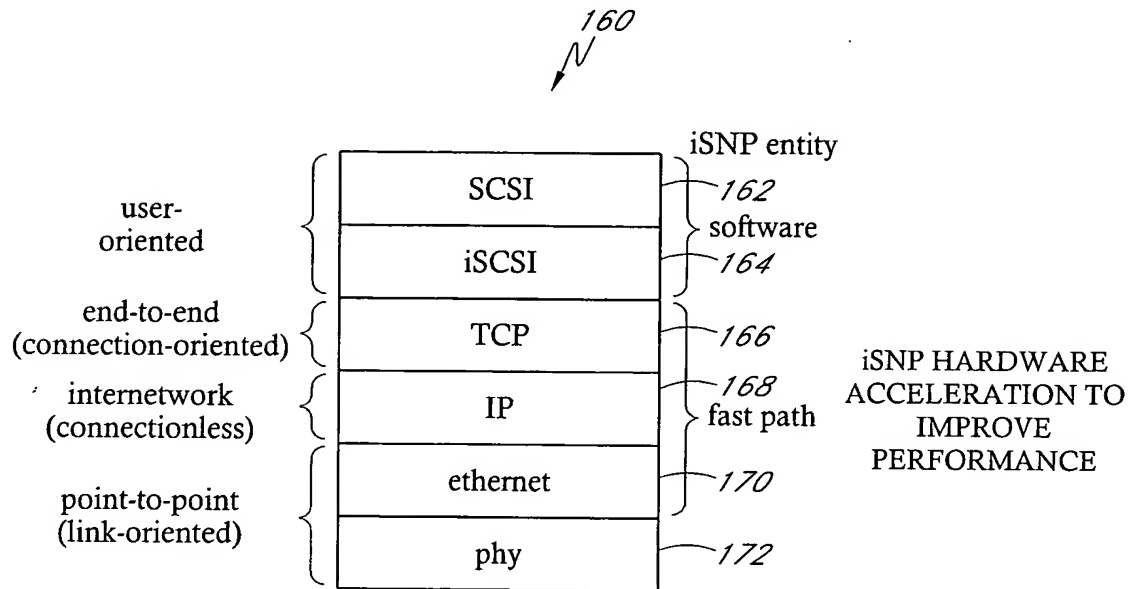 160
iSNP entity
SCSI
162
user-
oriented
software
iSCSI
164
end-to-end
(connection-oriented)
TCP
166
iSNP HARDWARE
ACCELERATION TO
IMPROVE
PERFORMANCE
internetwork
(connectionless)
IP
168
fast path
ethernet
170
point-to-point
(link-oriented)
phy
172